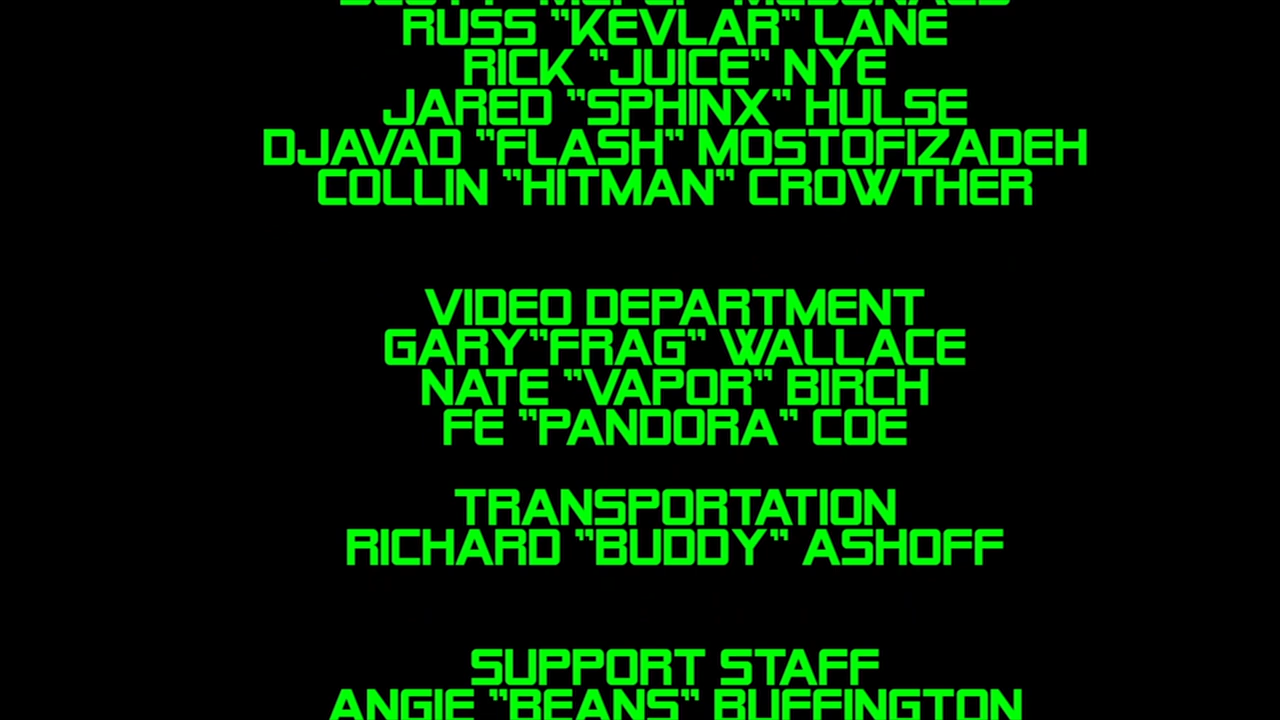 RUSS "KEVLAR" LANE
RICK "JUICE" NYE
JARED "SPHINX" HULSE
DJAVAD "FLASH" MOSTOFIZADEH
COLLIN "HITMAN" CROWTHER
VIDEO DEPARTMENT
GARY"FRAG" WALLACE
NATE "VAPOR" BIRCH
FE "PANDORA" COE
TRANSPORTATION
RICHARD "BUDDY" ASHOFF
SUPPORT STAFF
ANGIE "BEANS" BUFFINGTON